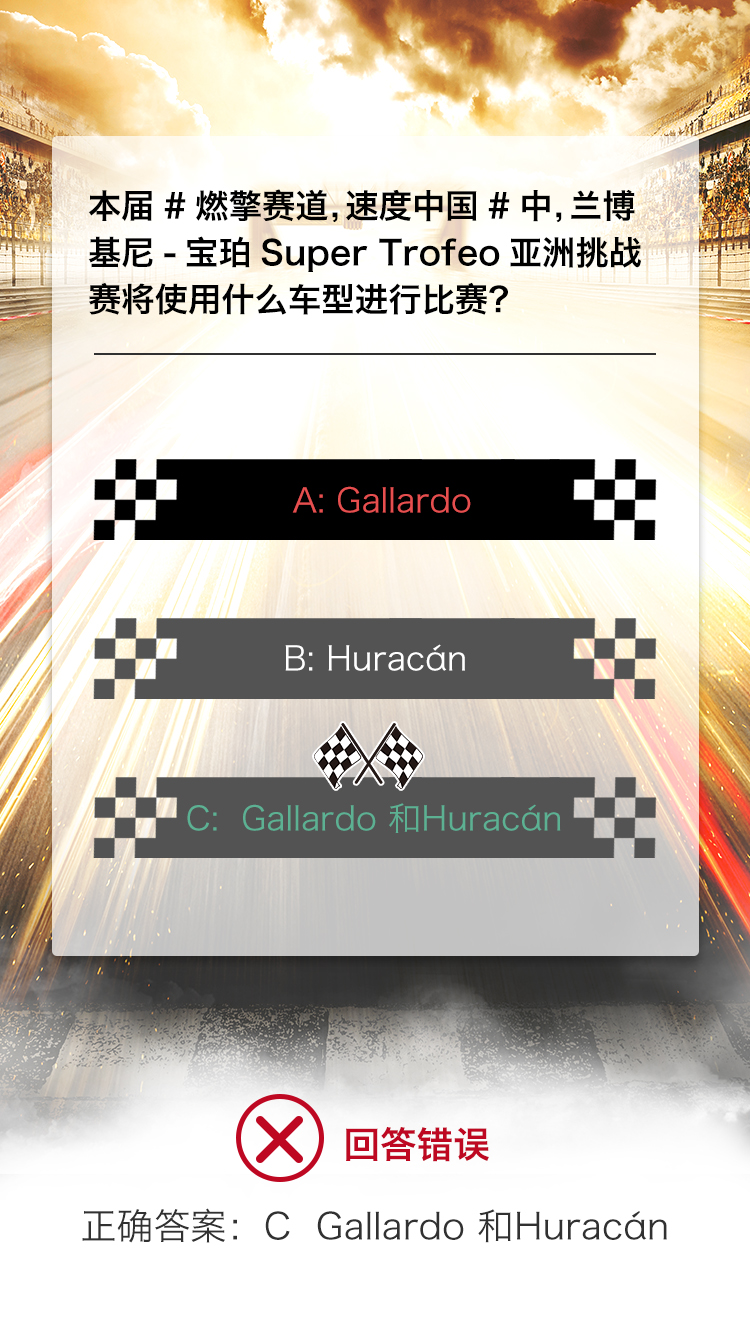 本届 # 燃擎赛道，速度中国 # 中，兰博
基尼 - 宝珀 Super Trofeo 亚洲挑战
赛将使用什么车型进行比赛？
A: Gallardo
B: Huracán
C:  Gallardo 和Huracán
回答错误
正确答案：C  Gallardo 和Huracán